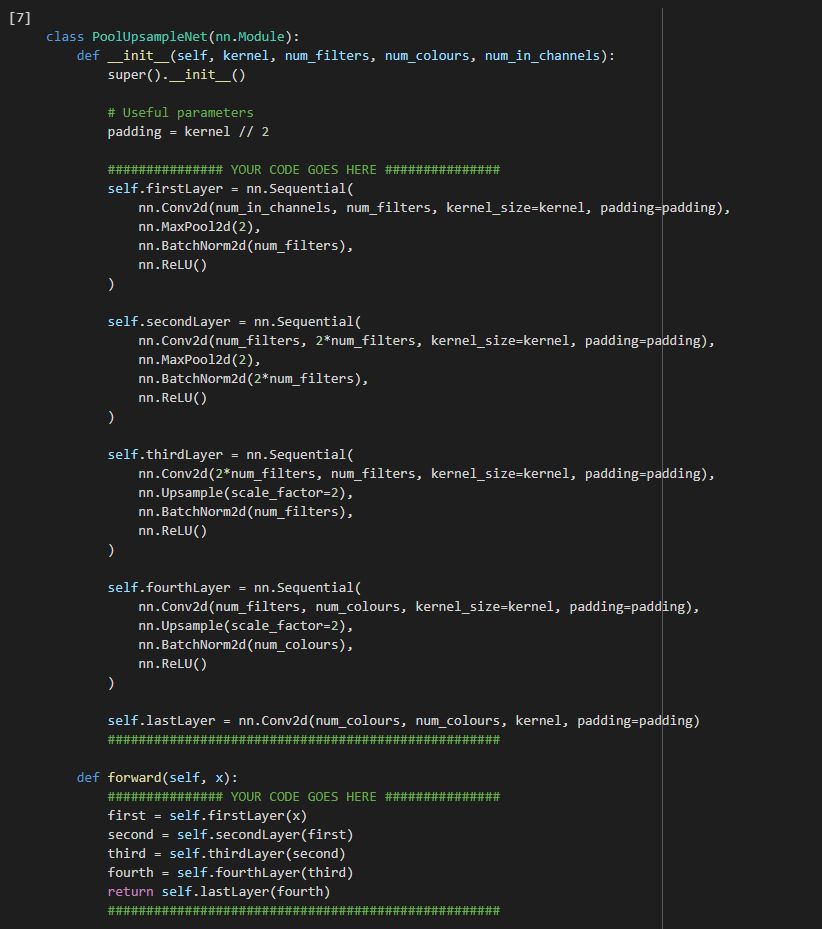 [7]
class PoolUpsampleNet(nn.Module):
    def __init__(self, kernel, num_filters, num_colours, num_in_channels):
        super().__init__()

        # Useful parameters
        padding = kernel // 2

        ############### YOUR CODE GOES HERE ###############
        self.firstLayer = nn.Sequential(
            nn.Conv2d(num_in_channels, num_filters, kernel_size=kernel, padding=padding),
            nn.MaxPool2d(2),
            nn.BatchNorm2d(num_filters),
            nn.ReLU()
        )

        self.secondLayer = nn.Sequential(
            nn.Conv2d(num_filters, 2*num_filters, kernel_size=kernel, padding=padding),
            nn.MaxPool2d(2),
            nn.BatchNorm2d(2*num_filters),
            nn.ReLU()
        )

        self.thirdLayer = nn.Sequential(
            nn.Conv2d(2*num_filters, num_filters, kernel_size=kernel, padding=padding),
            nn.Upsample(scale_factor=2),
            nn.BatchNorm2d(num_filters),
            nn.ReLU()
        )

        self.fourthLayer = nn.Sequential(
            nn.Conv2d(num_filters, num_colours, kernel_size=kernel, padding=padding),
            nn.Upsample(scale_factor=2),
            nn.BatchNorm2d(num_colours),
            nn.ReLU()
        )

        self.lastLayer = nn.Conv2d(num_colours, num_colours, kernel, padding=padding)
        ###################################################

    def forward(self, x):
        ############### YOUR CODE GOES HERE ###############
        first = self.firstLayer(x)
        second = self.secondLayer(first)
        third = self.thirdLayer(second)
        fourth = self.fourthLayer(third)
        return self.lastLayer(fourth)
        ###################################################